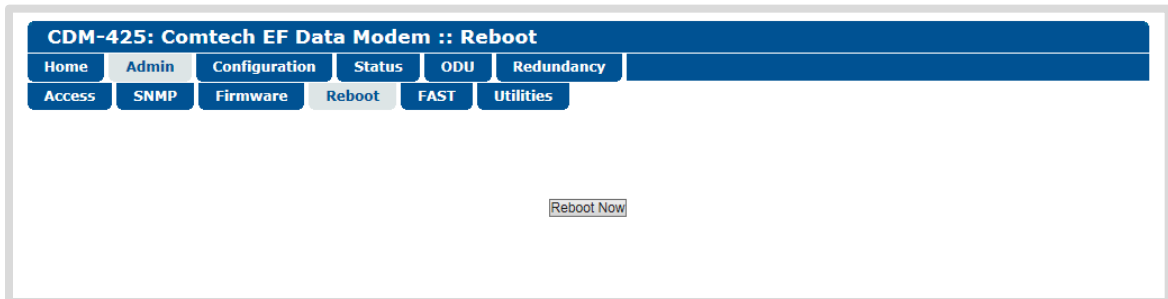 CDM-425: Comtech EF Data Modem :: Reboot
Home Admin Configuration Status ODU Redundancy
Access SNMP Firmware Reboot FAST Utilities
Reboot Now